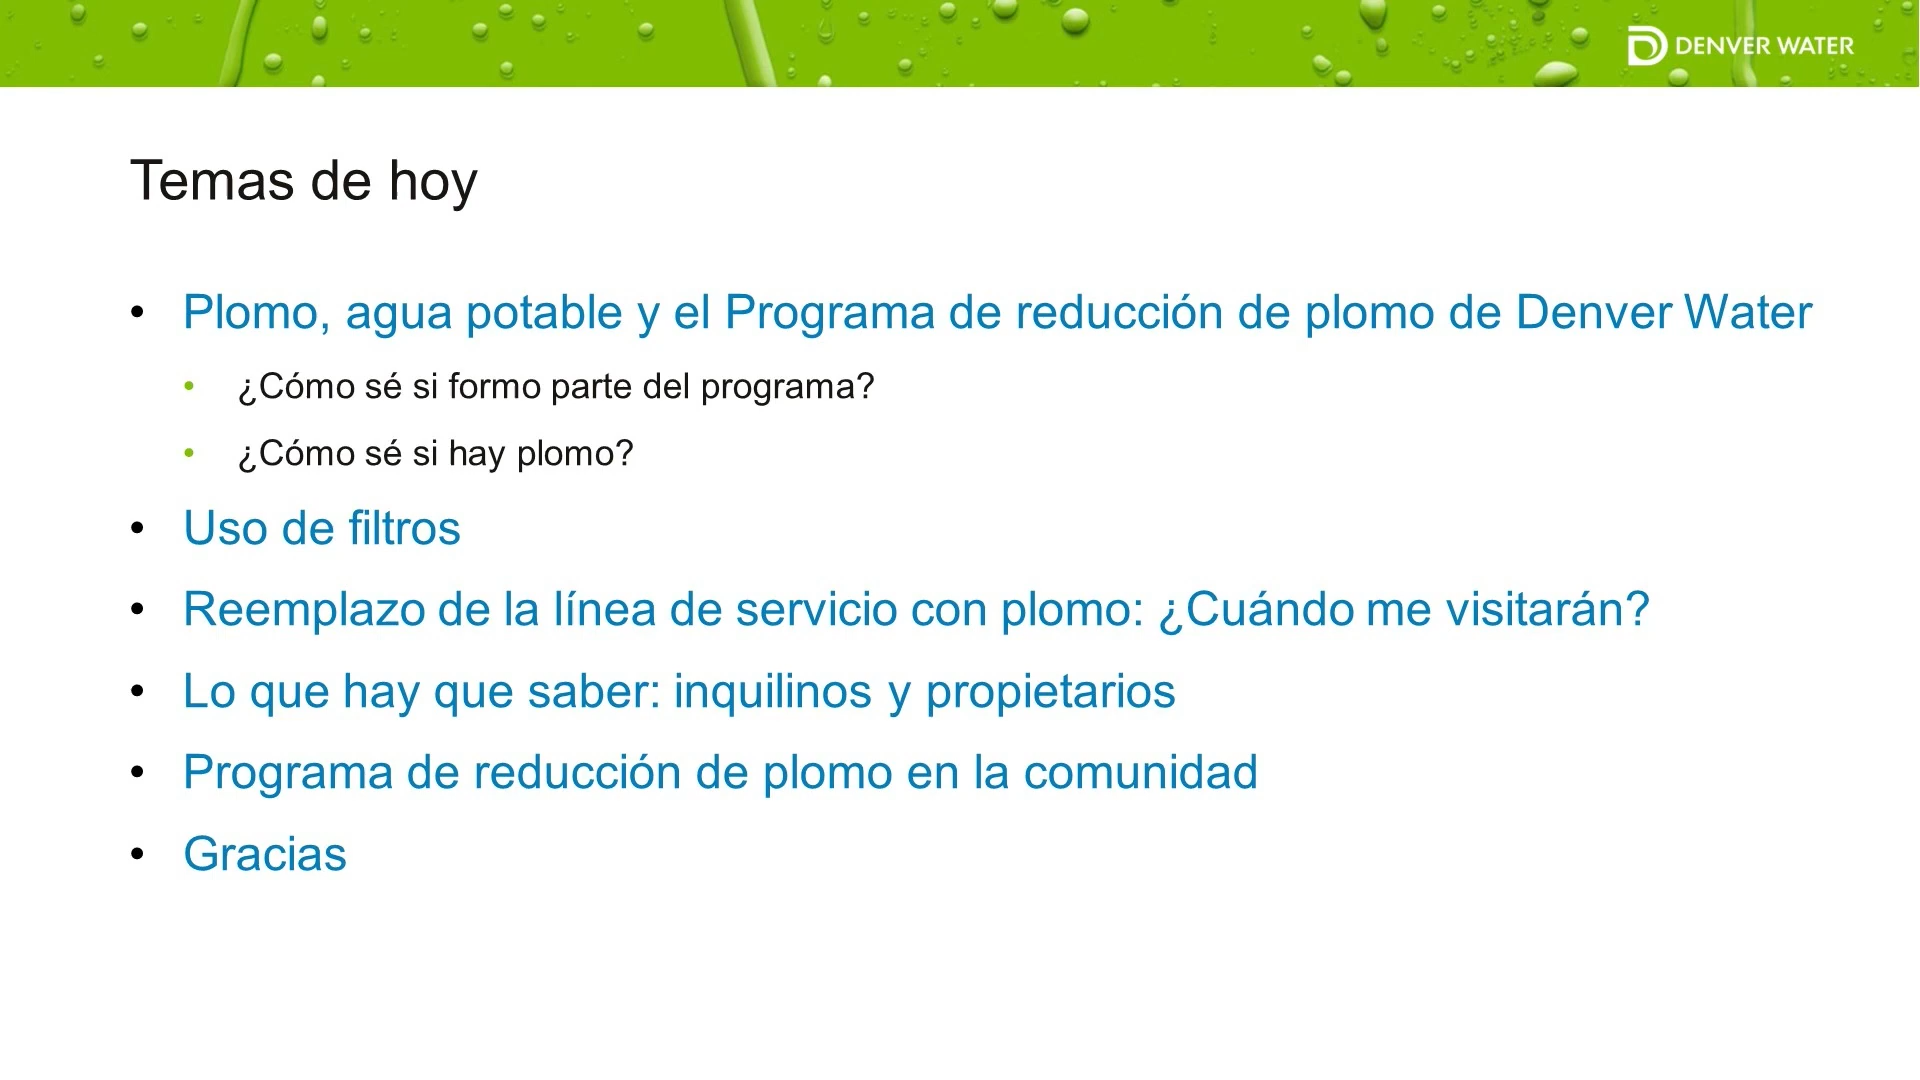 DENVER WATER
Temas de hoy
• Plomo, agua potable y el Programa de reducción de plomo de Denver Water
• ¿Cómo sé si formo parte del programa?
• ¿Cómo sé si hay plomo?
• Uso de filtros
• Reemplazo de la línea de servicio con plomo: ¿Cuándo me visitarán?
• Lo que hay que saber: inquilinos y propietarios
• Programa de reducción de plomo en la comunidad
• Gracias